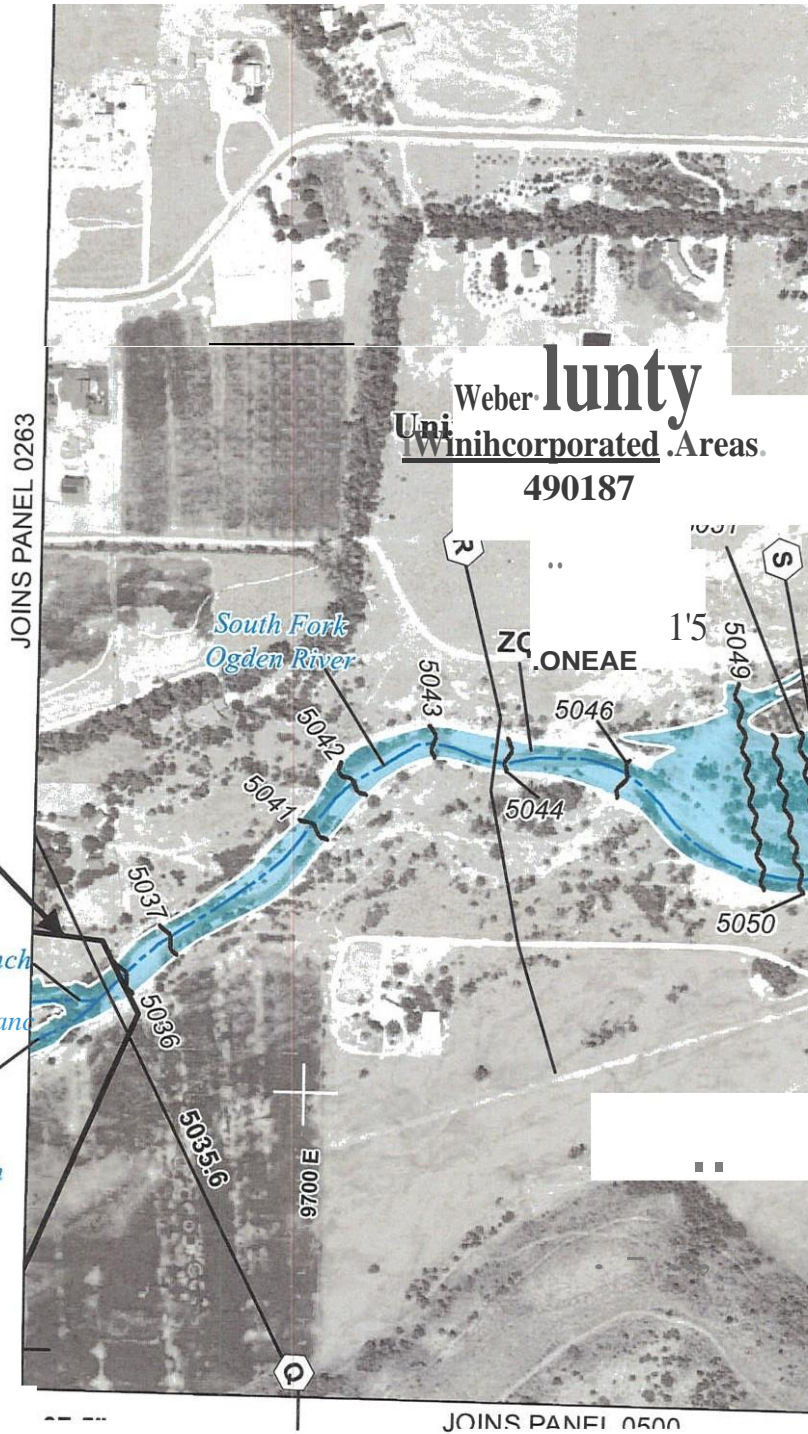 JOINS PANEL 0263
Weber lunty
Uni
Winihcorporated .Areas.
490187
R
S
1'5
ZO
.ONEAE
South Fork
Ogden River
5049
5046
5043
5042
5044
5041
5050
5037
5036
nch
5035.6
9700 E
Q
JOINS PANEL 0500